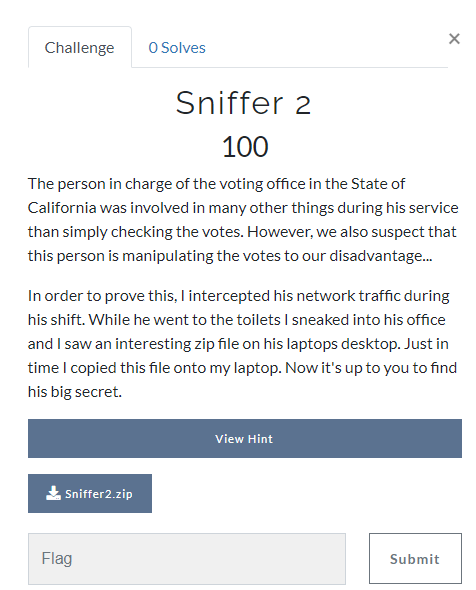 Challenge
0 Solves
×
Sniffer 2
100
The person in charge of the voting office in the State of
California was involved in many other things during his service
than simply checking the votes. However, we also suspect that
this person is manipulating the votes to our disadvantage...
In order to prove this, I intercepted his network traffic during
his shift. While he went to the toilets I sneaked into his office
and I saw an interesting zip file on his laptops desktop. Just in
time I copied this file onto my laptop. Now it's up to you to find
his big secret.
View Hint
Sniffer2.zip
Flag
Submit